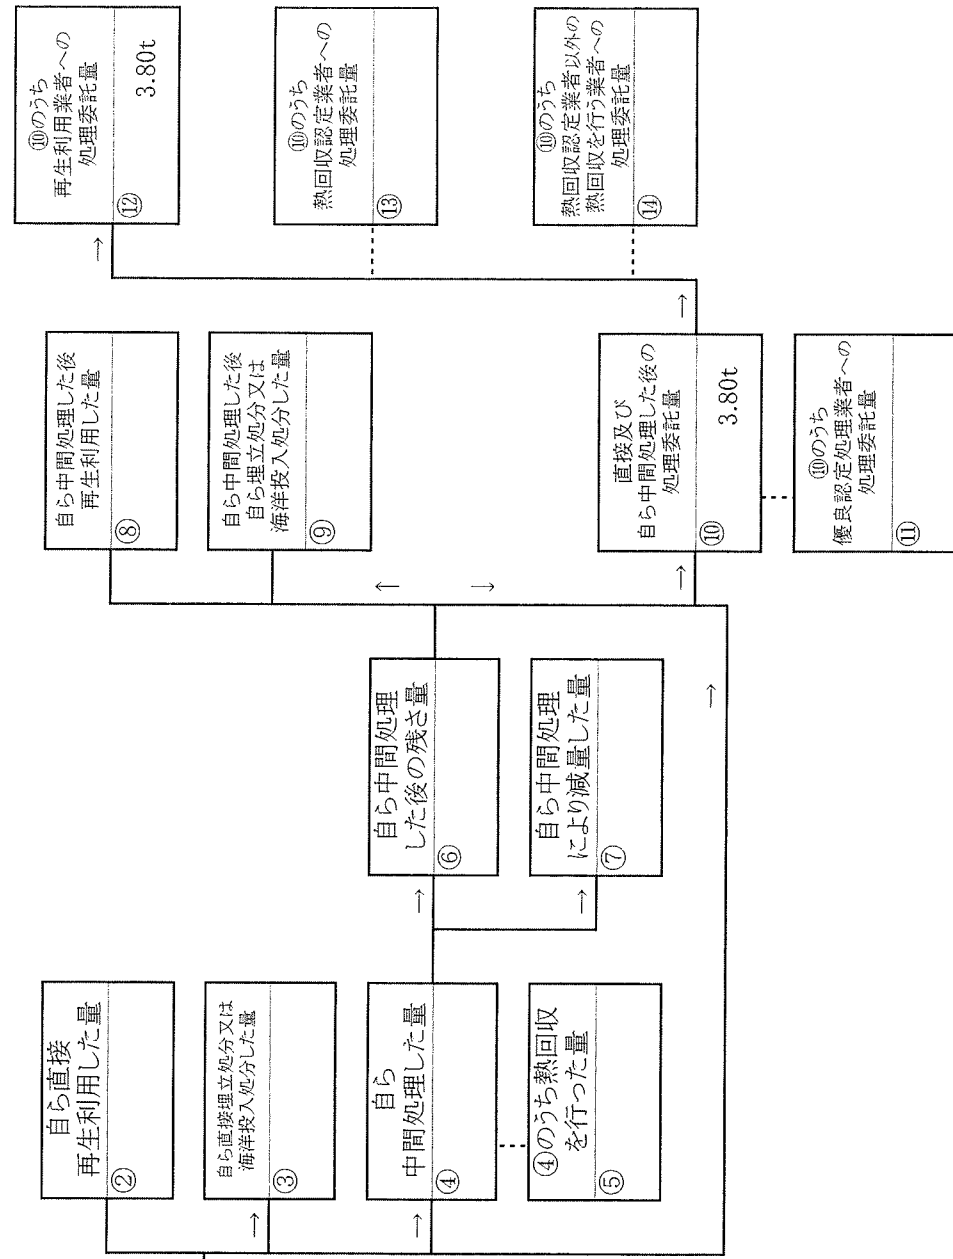 自ら直接
再生利用した量
②
自ら直接埋立処分又は
海洋投入処分した量
③
自ら
中間処理した量
④
④のうち熱回収
を行った量
⑤
自ら中間処理
した後の残さ量
⑥
自ら中間処理
により減量した量
⑦
自ら中間処理した後
再生利用した量
⑧
自ら中間処理した後
自ら埋立処分又は
海洋投入処分した量
⑨
直接及び
自ら中間処理した後の
処理委託量
⑩
3.80t
⑩のうち
優良認定処理業者への
処理委託量
⑪
⑩のうち
再生利用業者への
処理委託量
⑫
3.80t
⑩のうち
熱回収認定業者への
処理委託量
⑬
⑩のうち
熱回収認定業者以外の
熱回収を行う業者への
処理委託量
⑭